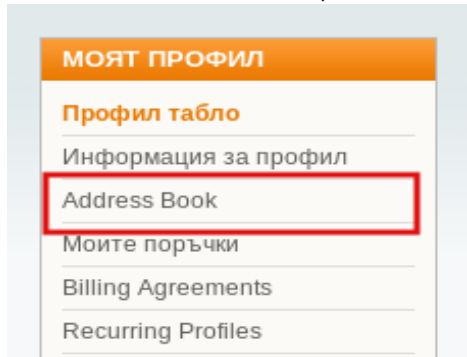 МОЯТ ПРОФИЛ
Профил табло
Информация за профил
Address Book
Моите поръчки
Billing Agreements
Recurring Profiles